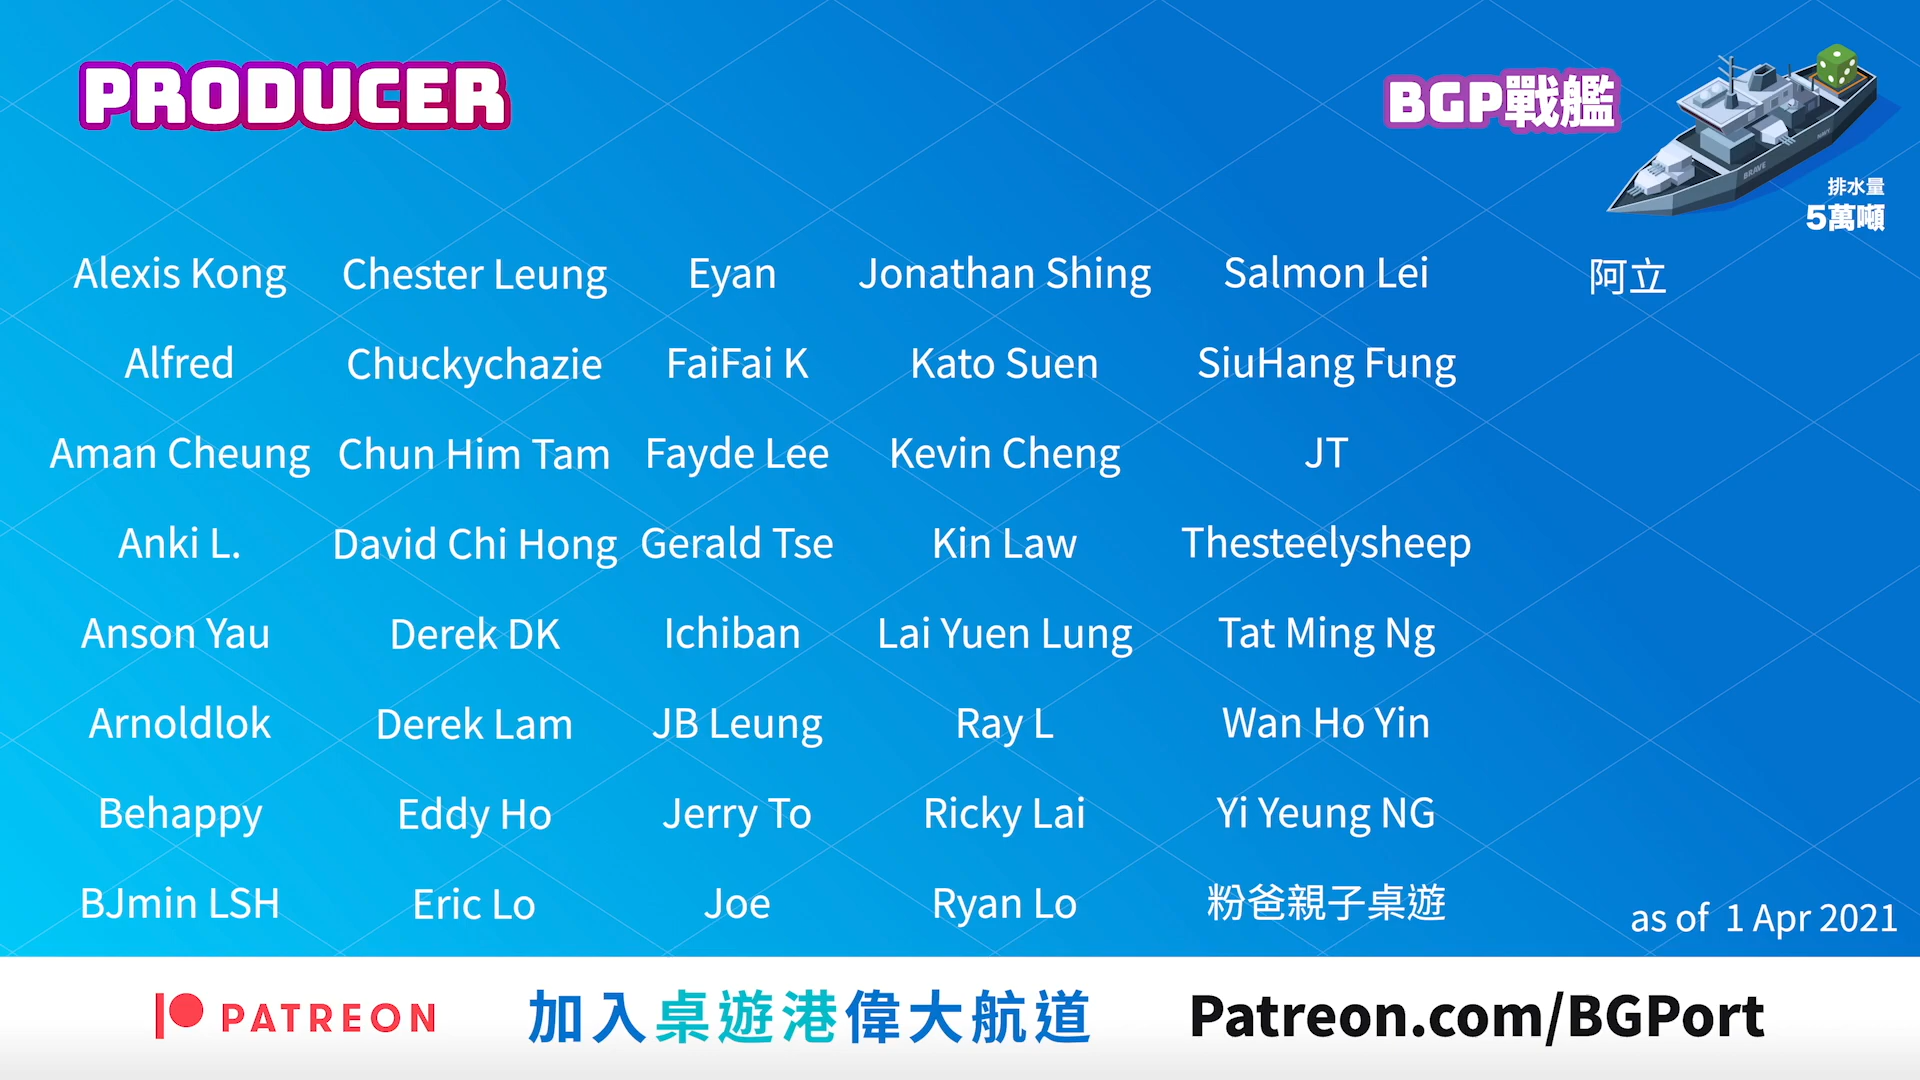 PRODUCER
BGP戰艦
BRAVE
NAVY
排水量
5萬噸
Alexis Kong Chester Leung Eyan Jonathan Shing Salmon Lei 阿立
Alfred Chuckychazie FaiFai K Kato Suen SiuHang Fung
Aman Cheung Chun Him Tam Fayde Lee Kevin Cheng JT
Anki L. David Chi Hong Gerald Tse Kin Law Thesteelysheep
Anson Yau Derek DK Ichiban Lai Yuen Lung Tat Ming Ng
Arnoldlok Derek Lam JB Leung Ray L Wan Ho Yin
Behappy Eddy Ho Jerry To Ricky Lai Yi Yeung NG
BJmin LSH Eric Lo Joe Ryan Lo 粉爸親子桌遊
as of 1 Apr 2021
PATREON 加入桌遊港偉大航道 Patreon.com/BGPort